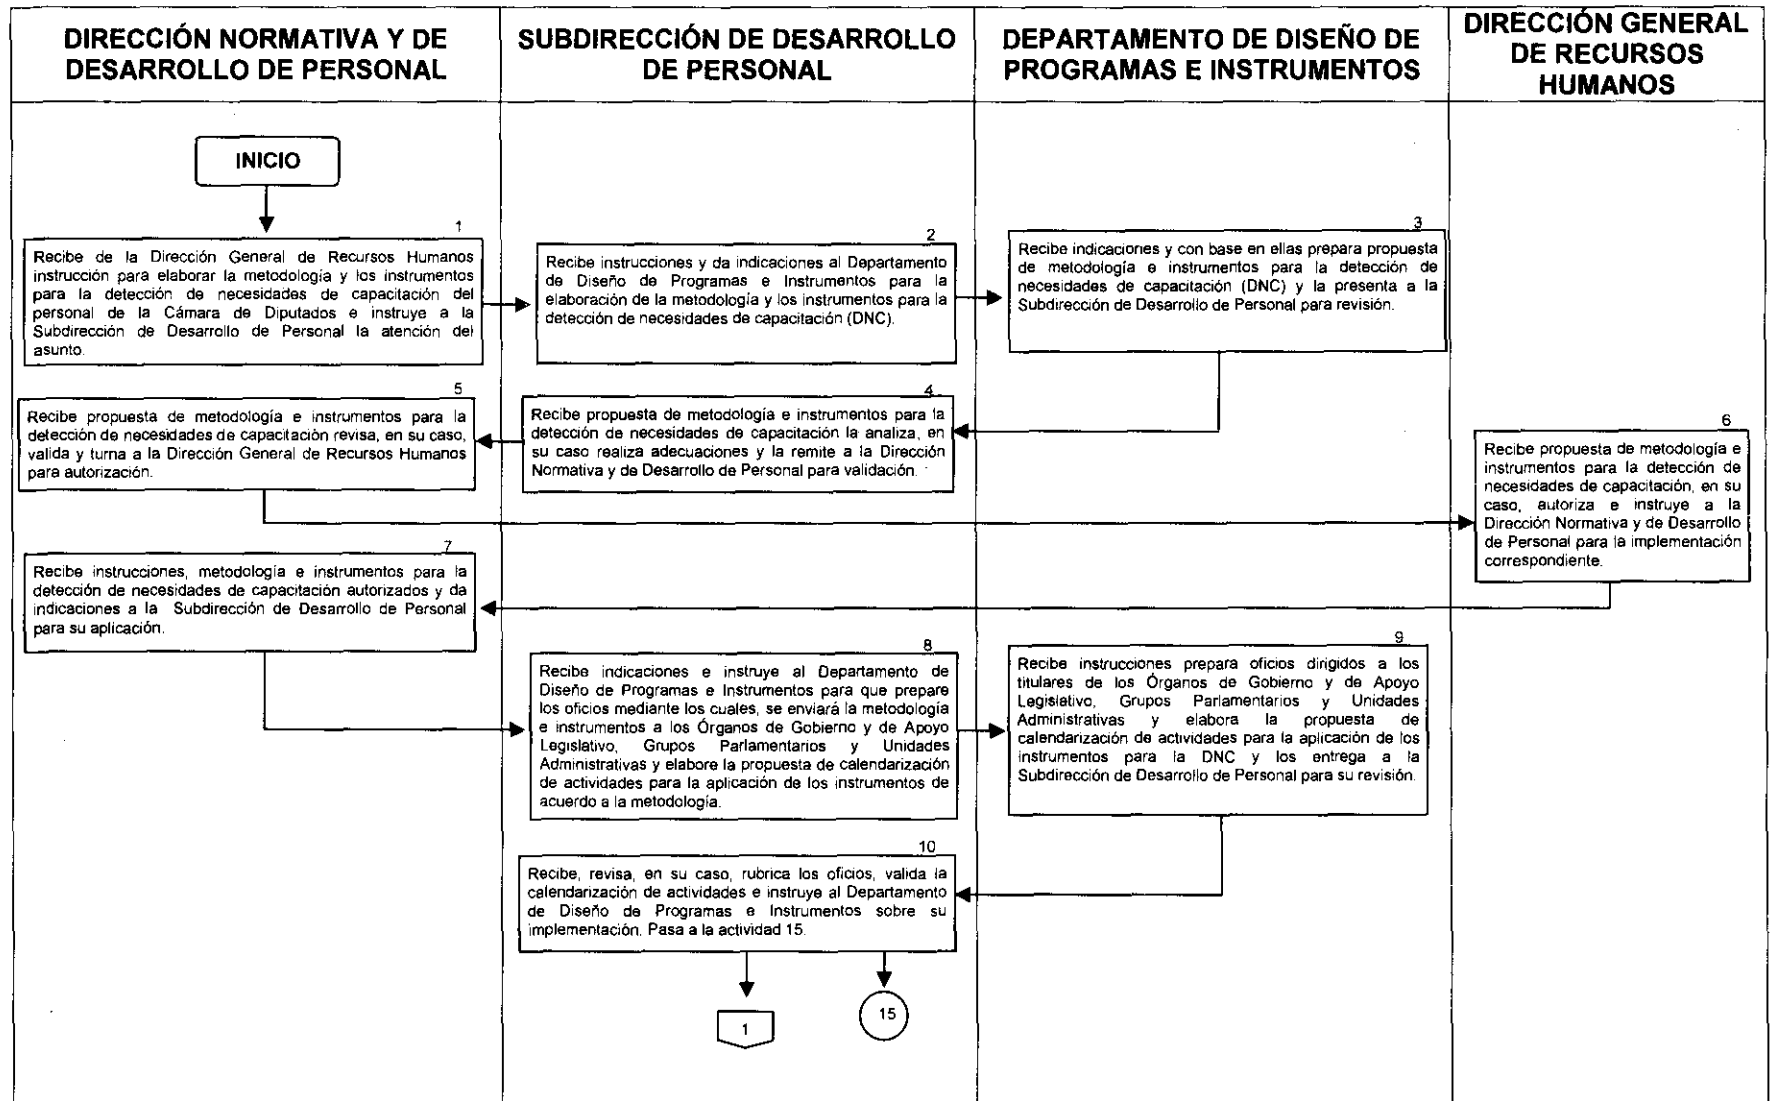 DIRECCIÓN NORMATIVA Y DE
DESARROLLO DE PERSONAL
SUBDIRECCIÓN DE DESARROLLO
DE PERSONAL
DEPARTAMENTO DE DISEÑO DE
PROGRAMAS E INSTRUMENTOS
DIRECCIÓN GENERAL
DE RECURSOS
HUMANOS
INICIO
1
Recibe de la Dirección General de Recursos Humanos
instrucción para elaborar la metodología y los instrumentos
para la detección de necesidades de capacitación del
personal de la Cámara de Diputados e instruye a la
Subdirección de Desarrollo de Personal la atención del
asunto.
2
Recibe instrucciones y da indicaciones al Departamento
de Diseño de Programas e Instrumentos para la
elaboración de la metodología y los instrumentos para la
detección de necesidades de capacitación (DNC).
3
Recibe indicaciones y con base en ellas prepara propuesta
de metodología e instrumentos para la detección de
necesidades de capacitación (DNC) y la presenta a la
Subdirección de Desarrollo de Personal para revisión.
4
Recibe propuesta de metodología e instrumentos para la
detección de necesidades de capacitación la analiza, en
su caso realiza adecuaciones y la remite a la Dirección
Normativa y de Desarrollo de Personal para validación.
5
Recibe propuesta de metodología e instrumentos para la
detección de necesidades de capacitación revisa, en su caso,
valida y turna a la Dirección General de Recursos Humanos
para autorización.
6
Recibe propuesta de metodología e
instrumentos para la detección de
necesidades de capacitación, en su
caso, autoriza e instruye a la
Dirección Normativa y de Desarrollo
de Personal para la implementación
correspondiente.
7
Recibe instrucciones, metodología e instrumentos para la
detección de necesidades de capacitación autorizados y da
indicaciones a la Subdirección de Desarrollo de Personal
para su aplicación.
8
Recibe indicaciones e instruye al Departamento de
Diseño de Programas e Instrumentos para que prepare
los oficios mediante los cuales, se enviará la metodología
e instrumentos a los Órganos de Gobierno y de Apoyo
Legislativo, Grupos Parlamentarios y Unidades
Administrativas y elabore la propuesta de calendarización
de actividades para la aplicación de los instrumentos de
acuerdo a la metodología.
9
Recibe instrucciones prepara oficios dirigidos a los
titulares de los Órganos de Gobierno y de Apoyo
Legislativo, Grupos Parlamentarios y Unidades
Administrativas y elabora la propuesta de
calendarización de actividades para la aplicación de los
instrumentos para la DNC y los entrega a la
Subdirección de Desarrollo de Personal para su revisión.
10
Recibe, revisa, en su caso, rubrica los oficios, valida la
calendarización de actividades e instruye al Departamento
de Diseño de Programas e Instrumentos sobre su
implementación. Pasa a la actividad 15.
1
15